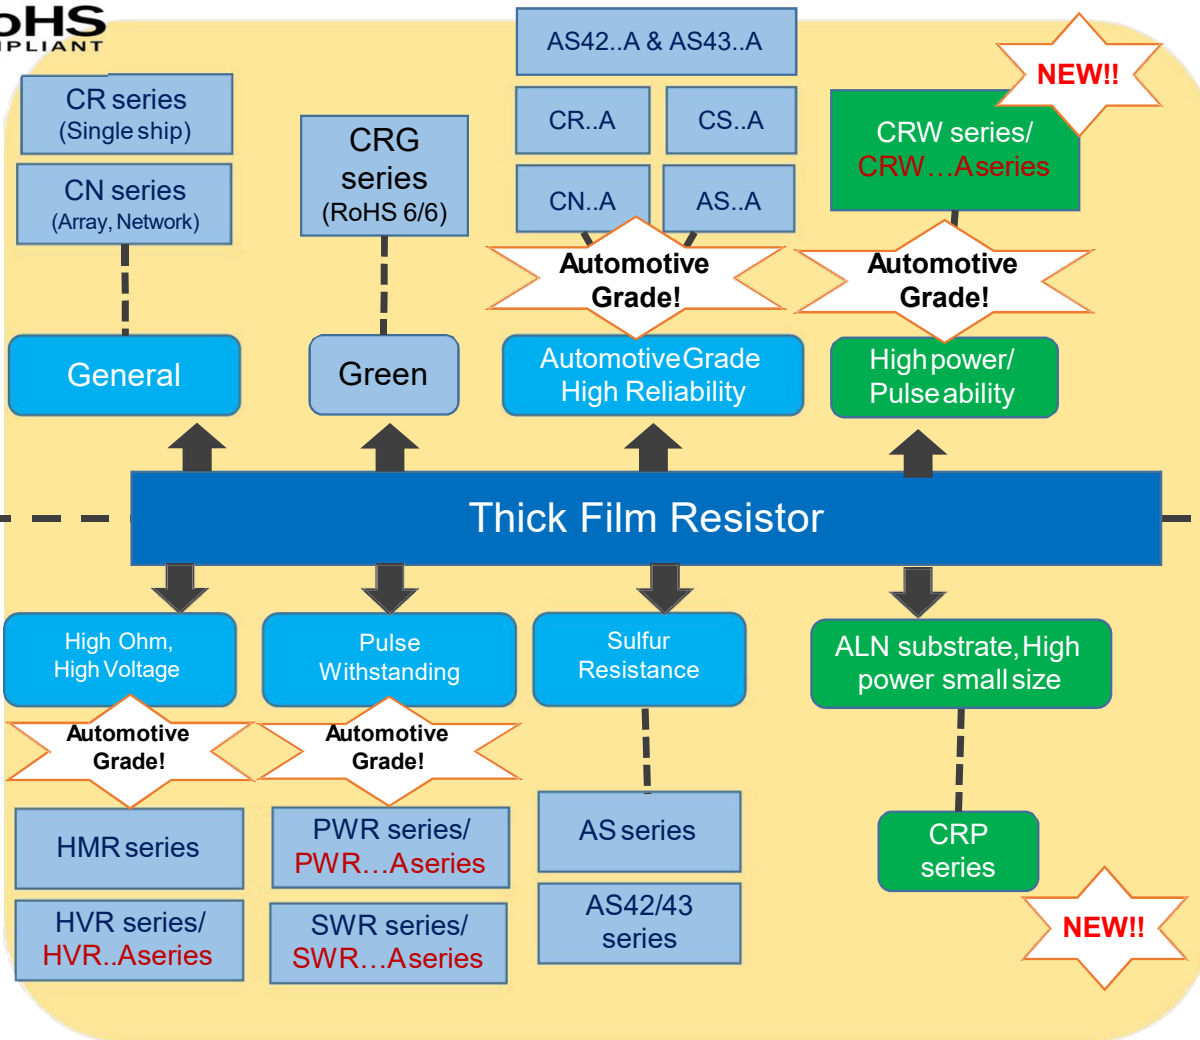 oHS
MPLIANT
CR series
(Single ship)
CN series
(Array, Network)
CRG
series
(RoHS 6/6)
AS42..A & AS43..A
CR..A
CS..A
CN..A
AS..A
NEW!!
CRW series/
CRW...Aseries
Automotive
Grade!
Automotive
Grade!
General
Green
Automotive Grade
High Reliability
High power/
Pulse ability
Thick Film Resistor
High Ohm,
High Voltage
Pulse
Withstanding
Sulfur
Resistance
ALN substrate, High
power small size
Automotive
Grade!
Automotive
Grade!
HMR series
HVR series/
HVR..Aseries
PWR series/
PWR...Aseries
SWR series/
SWR...Aseries
AS series
AS42/43
series
CRP
series
NEW!!